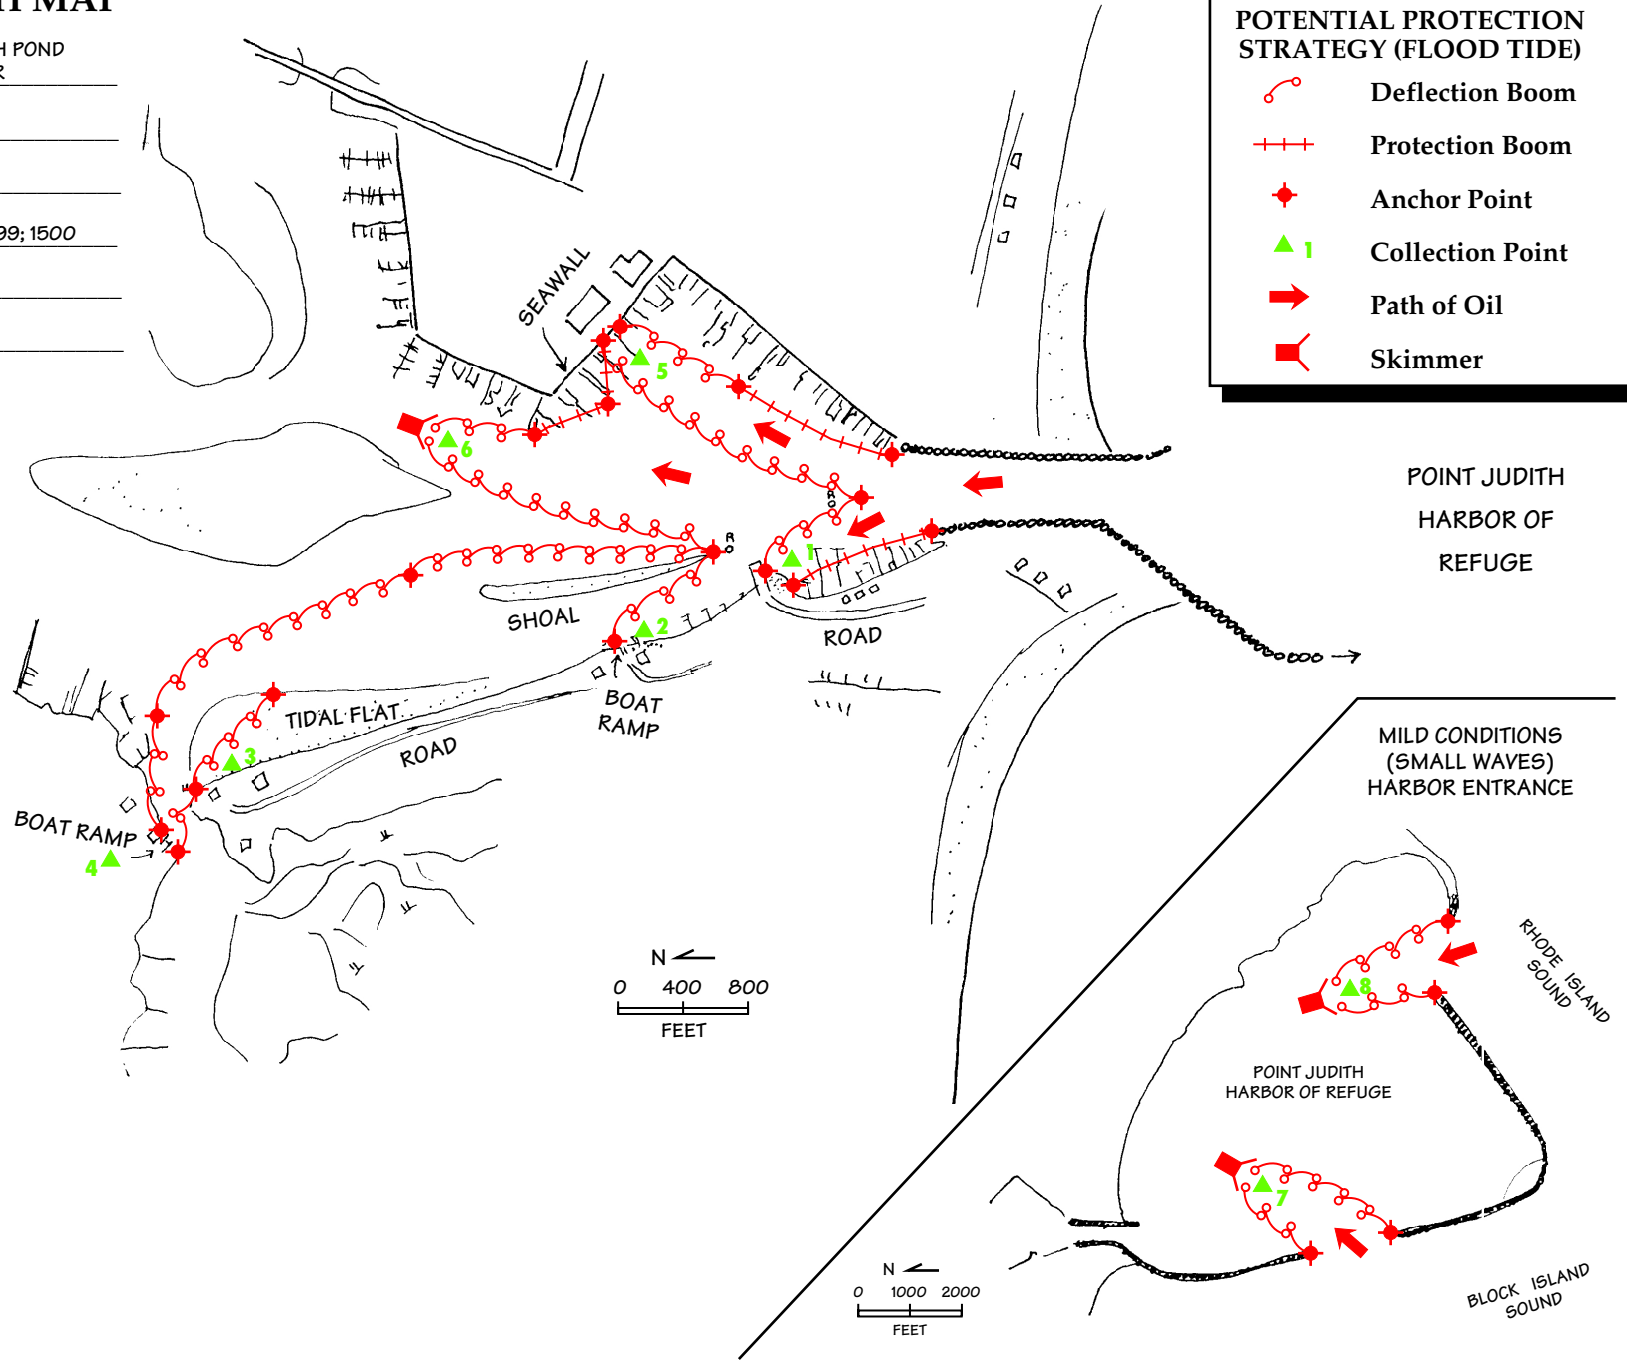 H POND
99; 1500
POTENTIAL PROTECTION
STRATEGY (FLOOD TIDE)
Deflection Boom
Protection Boom
Anchor Point
1
Collection Point
Path of Oil
Skimmer
SEAWALL
5
6
R
R
1
SHOAL
2
ROAD
BOAT
RAMP
TIDAL FLAT
ROAD
3
BOAT RAMP
4
N
0 400 800
FEET
POINT JUDITH
HARBOR OF
REFUGE
MILD CONDITIONS
(SMALL WAVES)
HARBOR ENTRANCE
RHODE ISLAND
SOUND
8
POINT JUDITH
HARBOR OF REFUGE
7
N
0 1000 2000
FEET
BLOCK ISLAND
SOUND